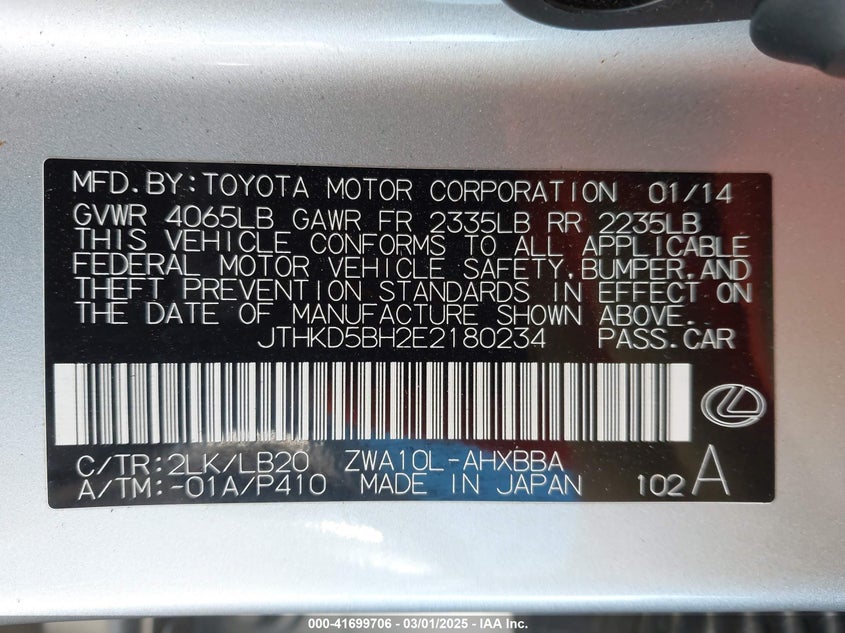 MFD.BY:TOYOTA MOTOR CORPORATION 01/14
GVWR 4065LB GAWR FR 2335LB RR 2235LB
THIS VEHICLE CONFORMS TO ALL APPLICABLE
FEDERAL MOTOR VEHICLE SAFETY,BUMPER,AND
THEFT PREVENTION STANDARDS IN EFFECT ON
THE DATE OF MANUFACTURE SHOWN ABOVE.
JTHKD5BH2E2180234 PASS.CAR
C/TR:2LK/LB20 ZWA10L-AHXBBA
A/TM:-01A/P410 MADE IN JAPAN 102 A
000-41699706 - 03/01/2025 - IAA Inc.